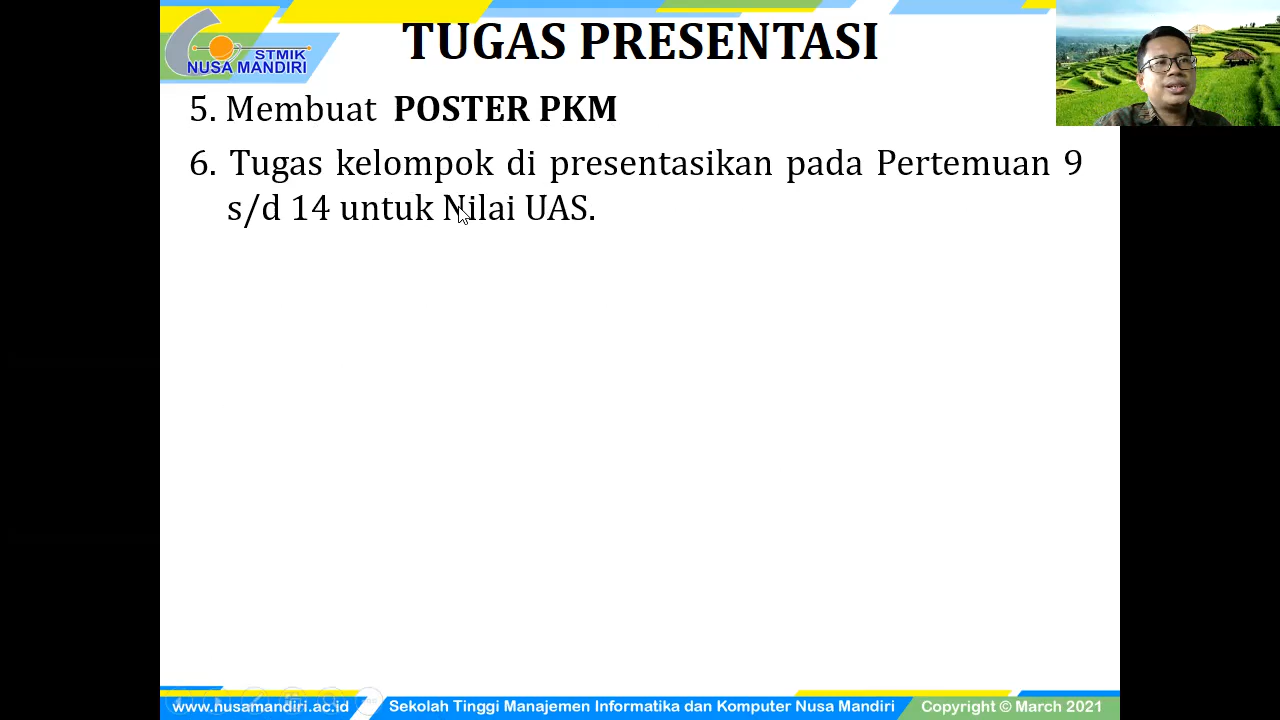 STMIK
NUSA MANDIRI
TUGAS PRESENTASI
5. Membuat POSTER PKM
6. Tugas kelompok di presentasikan pada Pertemuan 9
s/d 14 untuk Nilai UAS.
www.nusamandiri.ac.id
Sekolah Tinggi Manajemen Informatika dan Komputer Nusa Mandiri
Copyright © March 2021